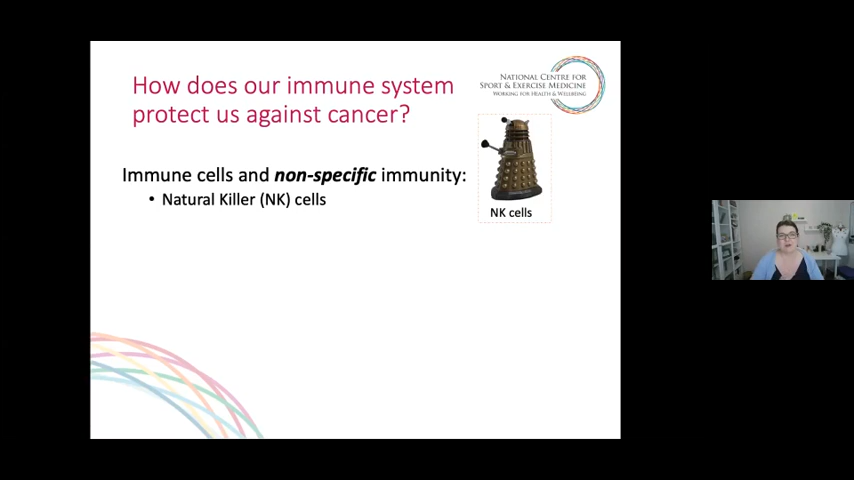 How does our immune system
protect us against cancer?
NATIONAL CENTRE FOR
SPORT & EXERCISE MEDICINE
WORKING FOR HEALTH & WELLBEING
Immune cells and non-specific immunity:
• Natural Killer (NK) cells
NK cells